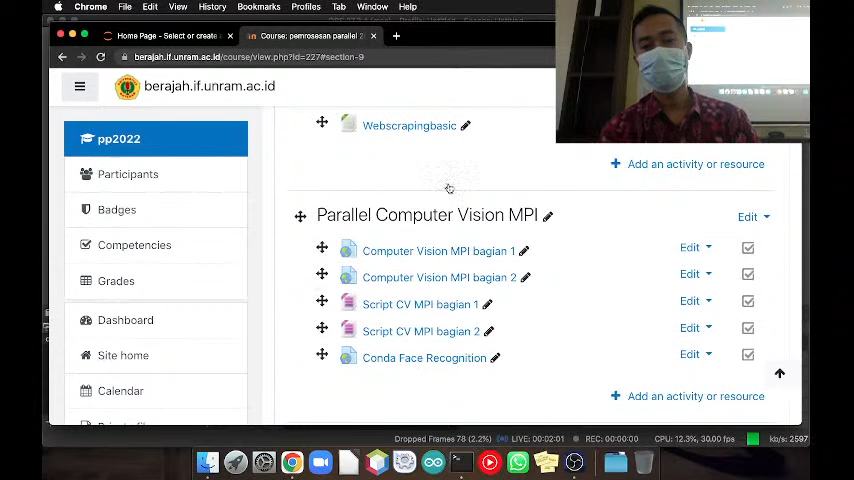 Chrome File Edit View History Bookmarks Profiles Tab Window Help
Home Page - Select or create a
Course: pemrosesan parallel 2
berajah.if.unram.ac.id/course/view.php?id=227#section-9
berajah.if.unram.ac.id
pp2022
Participants
Badges
Competencies
Grades
Dashboard
Site home
Calendar
Webscrapingbasic
Add an activity or resource
Parallel Computer Vision MPI
Edit
Computer Vision MPI bagian 1
Edit
Computer Vision MPI bagian 2
Edit
Script CV MPI bagian 1
Edit
Script CV MPI bagian 2
Edit
Conda Face Recognition
Edit
Add an activity or resource
Dropped Frames 78 (2.2%) LIVE: 00:02:01 REC: 00:00:00 CPU: 12.3%, 30.00 fps kb/s: 2597